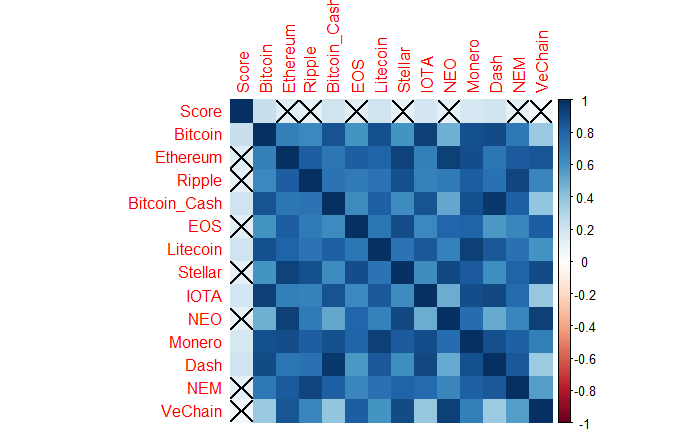 Score
Bitcoin
Ethereum
Ripple
Bitcoin_Cash
EOS
Litecoin
Stellar
IOTA
NEO
Monero
Dash
NEM
VeChain
Score
Bitcoin
Ethereum
Ripple
Bitcoin_Cash
EOS
Litecoin
Stellar
IOTA
NEO
Monero
Dash
NEM
VeChain
1
0.8
0.6
0.4
0.2
0
-0.2
-0.4
-0.6
-0.8
-1